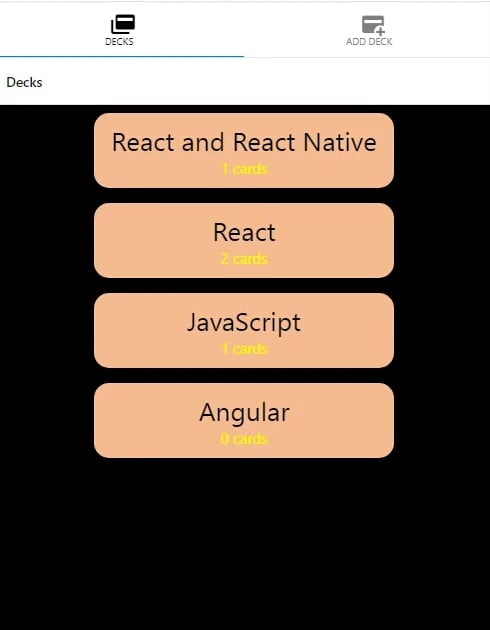 DECKS
ADD DECK
Decks
React and React Native
1 cards
React
2 cards
JavaScript
1 cards
Angular
0 cards